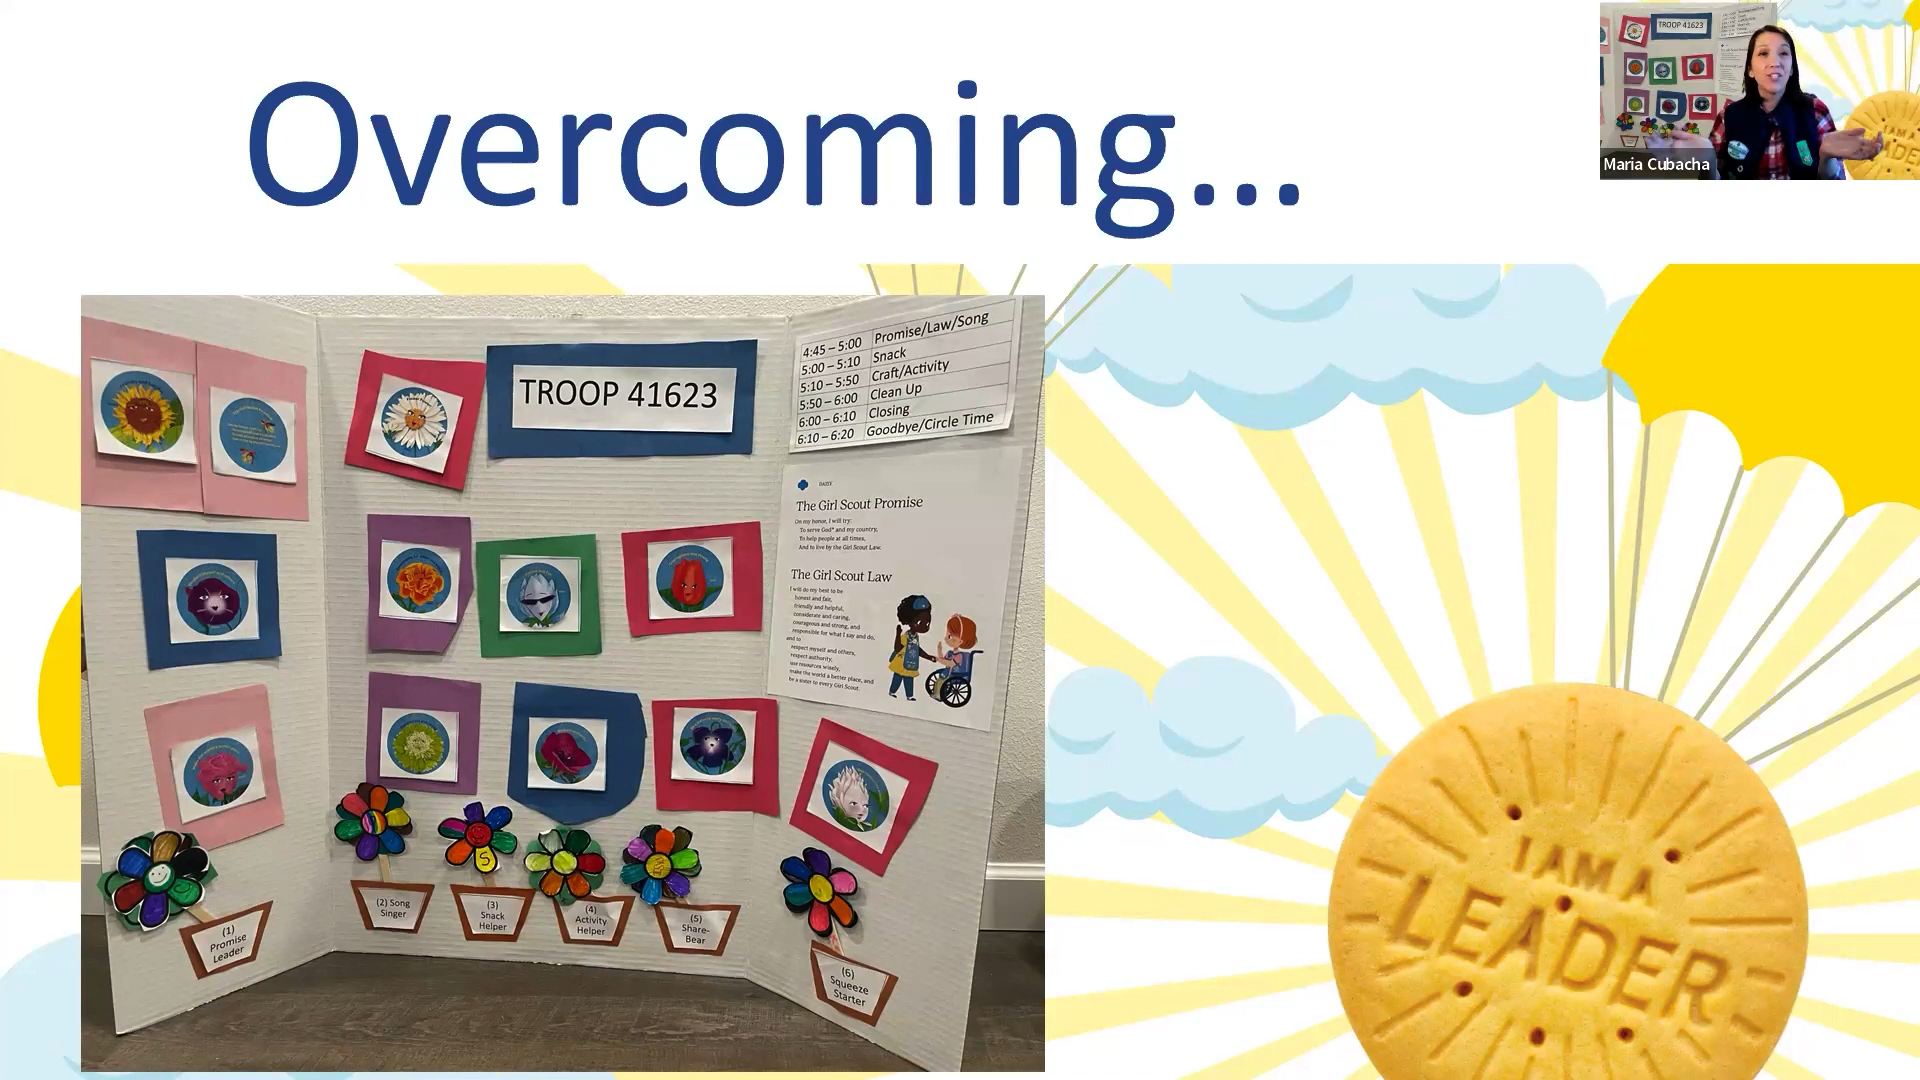 Overcoming...
TROOP 41623
Maria Cubacha
TROOP 41623
4:45 – 5:00 Promise/Law/Song
5:00 – 5:10 Snack
5:10 – 5:50 Craft/Activity
5:50 – 6:00 Clean Up
6:00 – 6:10 Closing
6:10 – 6:20 Goodbye/Circle Time
DAISY
The Girl Scout Promise
On my honor, I will try:
To serve God* and my country,
To help people at all times,
And to live by the Girl Scout Law.
The Girl Scout Law
I will do my best to be
honest and fair,
friendly and helpful,
considerate and caring,
courageous and strong, and
responsible for what I say and do,
and to
respect myself and others,
respect authority,
use resources wisely,
make the world a better place, and
be a sister to every Girl Scout.
S
(1)
Promise
Leader
(2) Song
Singer
(3)
Snack
Helper
(4)
Activity
Helper
(5)
Share-
Bear
(6)
Squeeze
Starter
I AM A
LEADER